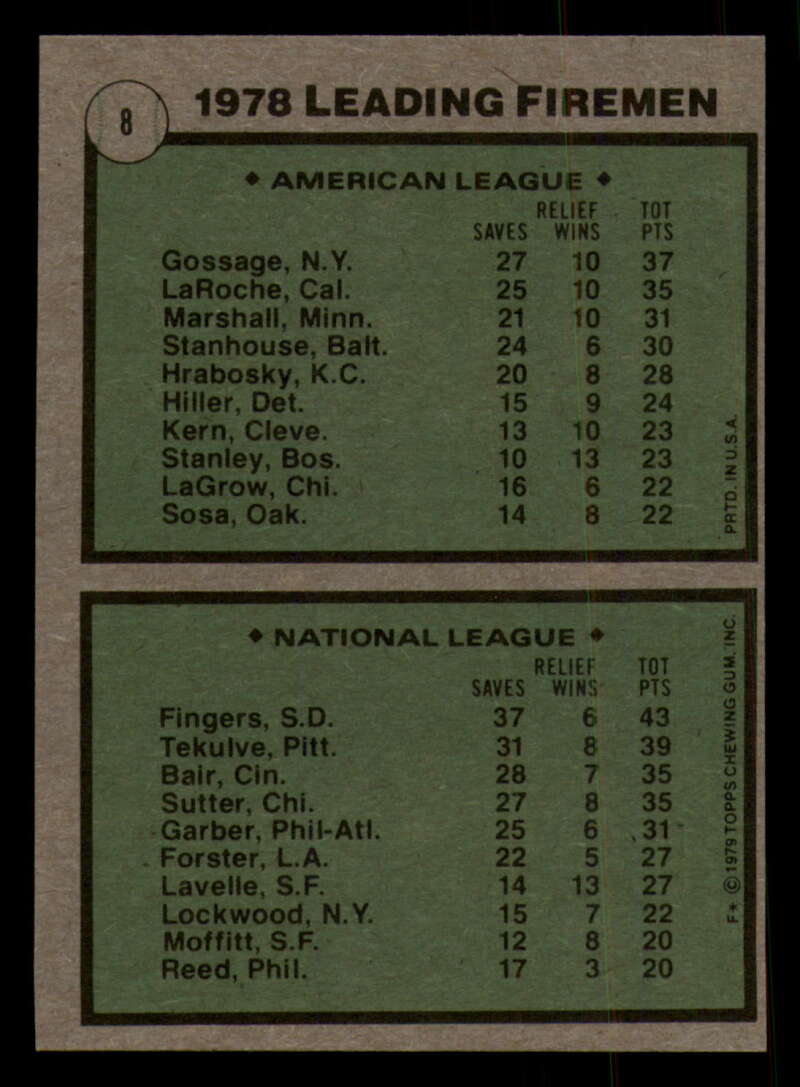 8
1978 LEADING FIREMEN
♦ AMERICAN LEAGUE ♦
SAVES RELIEF WINS TOT PTS
Gossage, N.Y. 27 10 37
LaRoche, Cal. 25 10 35
Marshall, Minn. 21 10 31
Stanhouse, Balt. 24 6 30
Hrabosky, K.C. 20 8 28
Hiller, Det. 15 9 24
Kern, Cleve. 13 10 23
Stanley, Bos. 10 13 23
LaGrow, Chi. 16 6 22
Sosa, Oak. 14 8 22
PRTD. IN U.S.A.
♦ NATIONAL LEAGUE ♦
SAVES RELIEF WINS TOT PTS
Fingers, S.D. 37 6 43
Tekulve, Pitt. 31 8 39
Bair, Cin. 28 7 35
Sutter, Chi. 27 8 35
Garber, Phil-Atl. 25 6 31
Forster, L.A. 22 5 27
Lavelle, S.F. 14 13 27
Lockwood, N.Y. 15 7 22
Moffitt, S.F. 12 8 20
Reed, Phil. 17 3 20
F* © 1979 TOPPS CHEWING GUM, INC.